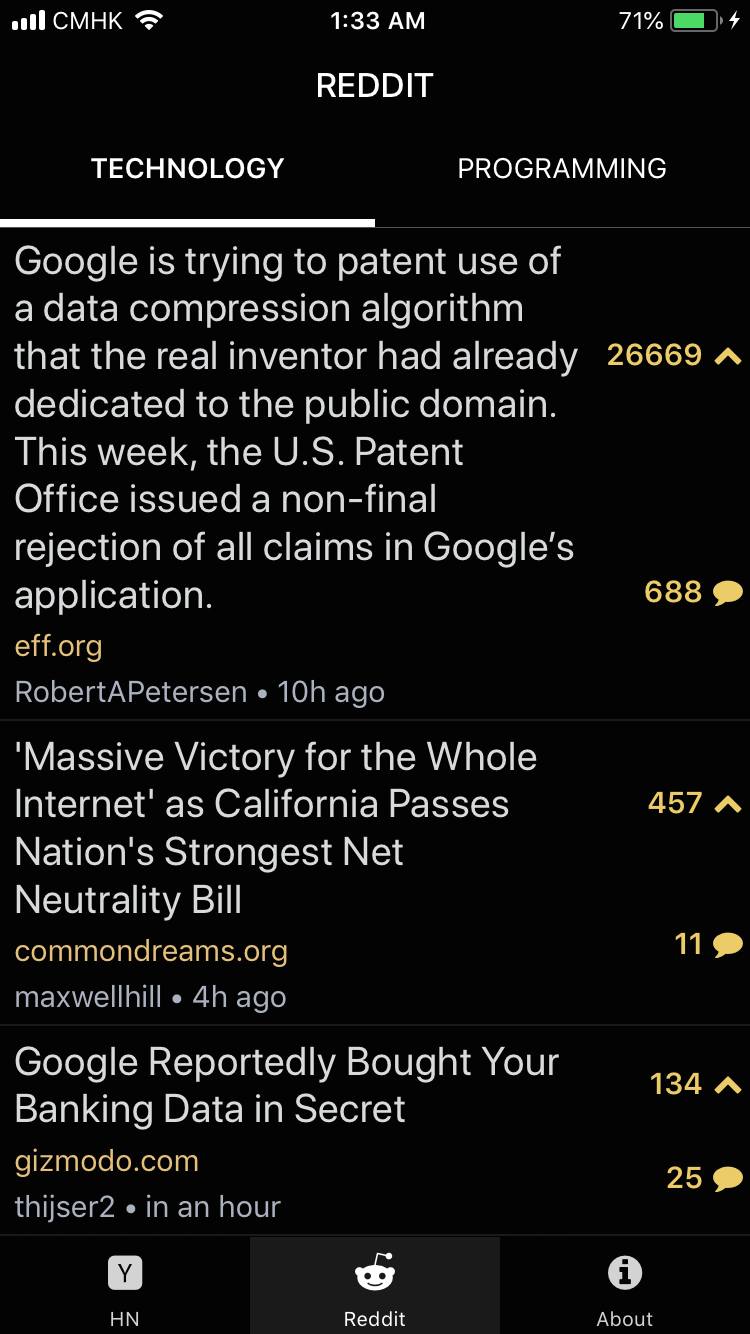 CMHK 1:33 AM 71%
REDDIT
TECHNOLOGY PROGRAMMING
Google is trying to patent use of
a data compression algorithm
that the real inventor had already
dedicated to the public domain.
This week, the U.S. Patent
Office issued a non-final
rejection of all claims in Google’s
application.
26669
688
eff.org
RobertAPetersen • 10h ago
'Massive Victory for the Whole
Internet' as California Passes
Nation's Strongest Net
Neutrality Bill
457
11
commondreams.org
maxwellhill • 4h ago
Google Reportedly Bought Your
Banking Data in Secret
134
25
gizmodo.com
thijser2 • in an hour
Y
HN
Reddit
About